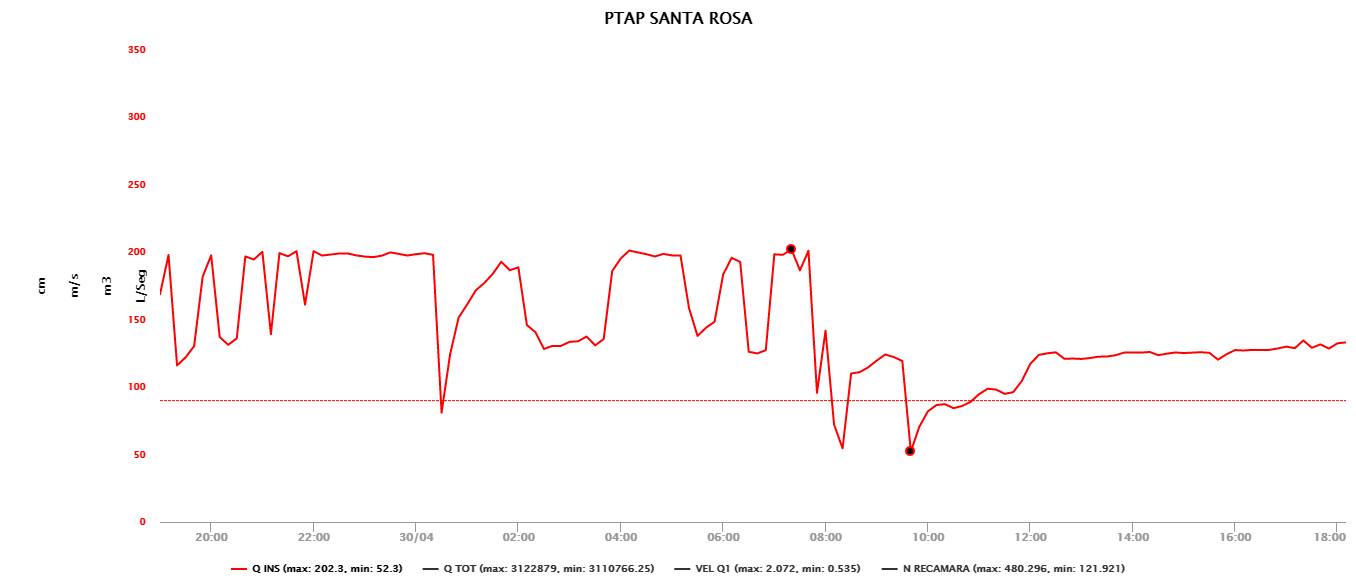 PTAP SANTA ROSA
350
300
250
200
150
100
50
0
cm
m/s
m3
L/Seg
20:00 22:00 30/04 02:00 04:00 06:00 08:00 10:00 12:00 14:00 16:00 18:00
Q INS (max: 202.3, min: 52.3) Q TOT (max: 3122879, min: 3110766.25) VEL Q1 (max: 2.072, min: 0.535) N RECAMARA (max: 480.296, min: 121.921)